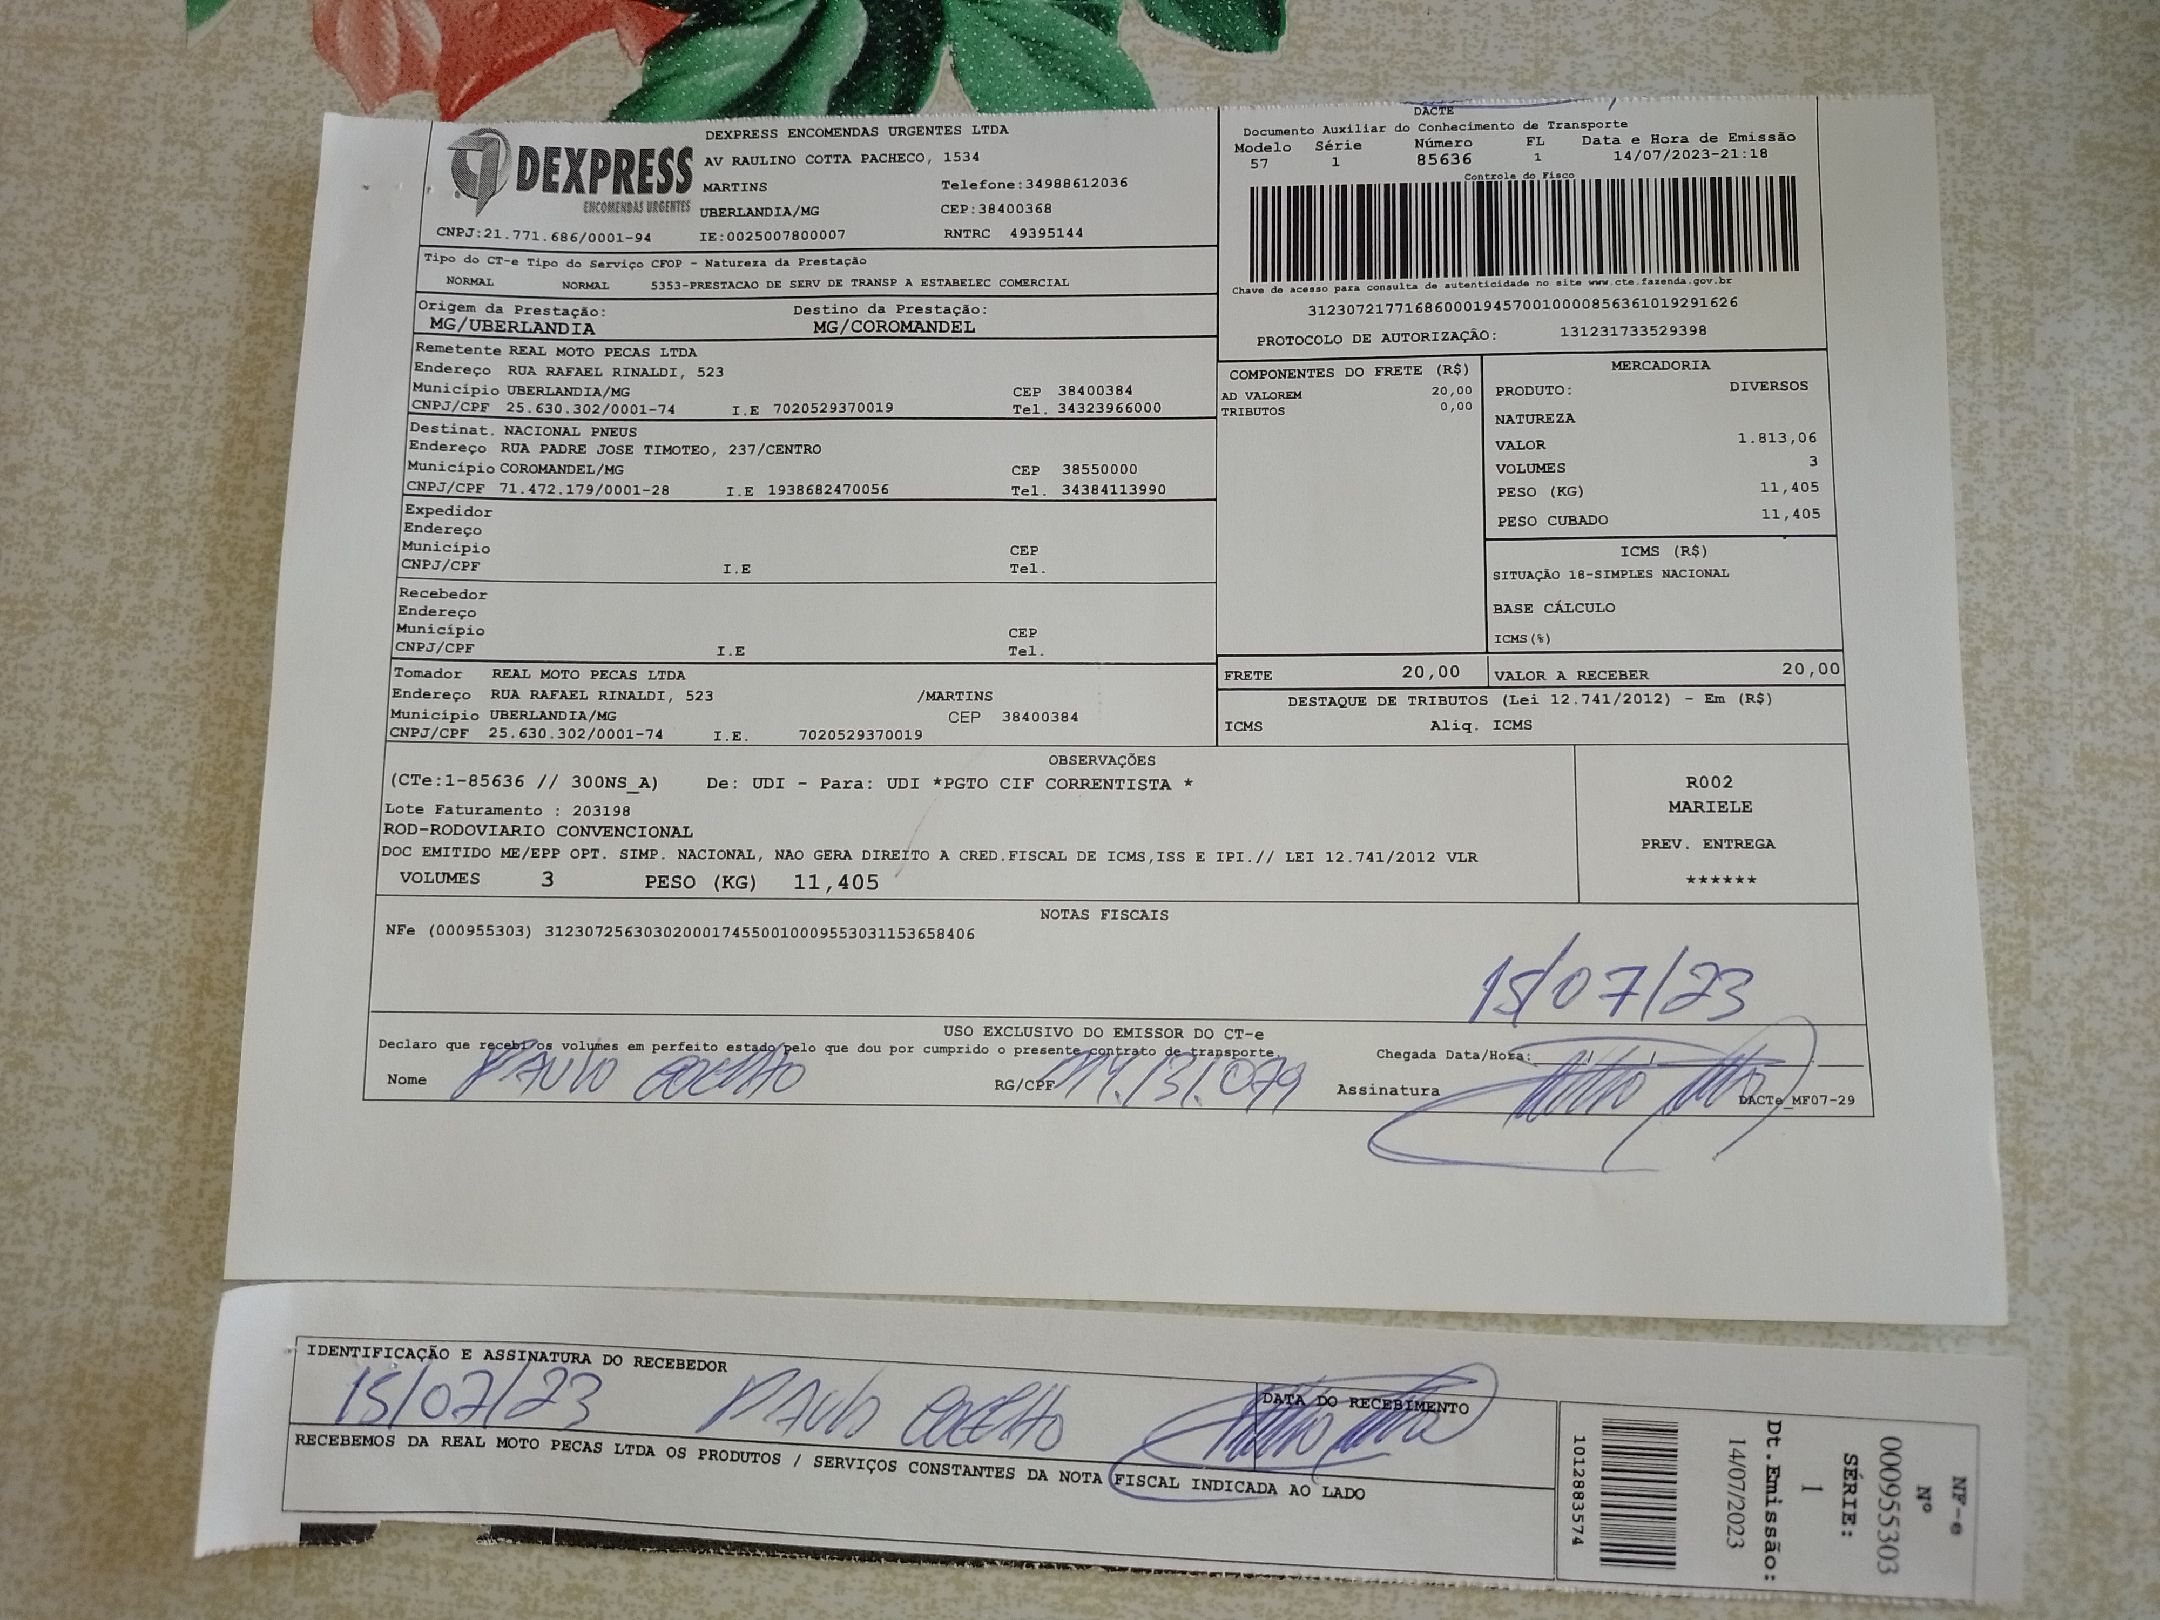 DEXPRESS
ENCOMENDAS URGENTES
DEXPRESS ENCOMENDAS URGENTES LTDA
AV RAULINO COTTA PACHECO, 1534
MARTINS Telefone:34988612036
UBERLANDIA/MG CEP:38400368
CNPJ:21.771.686/0001-94 IE:0025007800007 RNTRC 49395144
DACTE
Documento Auxiliar do Conhecimento de Transporte
Modelo Série Número FL Data e Hora de Emissão
57 1 85636 1 14/07/2023-21:18
Controle do Fisco
Chave de acesso para consulta de autenticidade no site www.cte.fazenda.gov.br
31230721771686000194570010000856361019291626
PROTOCOLO DE AUTORIZAÇÃO: 131231733529398
Tipo do CT-e Tipo do Serviço CFOP - Natureza da Prestação
NORMAL NORMAL 5353-PRESTACAO DE SERV DE TRANSP A ESTABELEC COMERCIAL
Origem da Prestação: Destino da Prestação:
MG/UBERLANDIA MG/COROMANDEL
Remetente REAL MOTO PECAS LTDA
Endereço RUA RAFAEL RINALDI, 523
Município UBERLANDIA/MG CEP 38400384
CNPJ/CPF 25.630.302/0001-74 I.E 7020529370019 Tel. 34323966000
Destinat. NACIONAL PNEUS
Endereço RUA PADRE JOSE TIMOTEO, 237/CENTRO
Município COROMANDEL/MG CEP 38550000
CNPJ/CPF 71.472.179/0001-28 I.E 1938682470056 Tel. 34384113990
Expedidor
Endereço
Município CEP
CNPJ/CPF I.E Tel.
Recebedor
Endereço
Município CEP
CNPJ/CPF I.E Tel.
Tomador REAL MOTO PECAS LTDA
Endereço RUA RAFAEL RINALDI, 523 /MARTINS
Município UBERLANDIA/MG CEP 38400384
CNPJ/CPF 25.630.302/0001-74 I.E. 7020529370019
COMPONENTES DO FRETE (R$)
AD VALOREM 20,00
TRIBUTOS 0,00
MERCADORIA
PRODUTO: DIVERSOS
NATUREZA
VALOR 1.813,06
VOLUMES 3
PESO (KG) 11,405
PESO CUBADO 11,405
ICMS (R$)
SITUAÇÃO 18-SIMPLES NACIONAL
BASE CÁLCULO
ICMS(%)
FRETE 20,00 VALOR A RECEBER 20,00
DESTAQUE DE TRIBUTOS (Lei 12.741/2012) - Em (R$)
ICMS Aliq. ICMS
OBSERVAÇÕES
(CTe:1-85636 // 300NS_A) De: UDI - Para: UDI *PGTO CIF CORRENTISTA *
Lote Faturamento : 203198
ROD-RODOVIARIO CONVENCIONAL
DOC EMITIDO ME/EPP OPT. SIMP. NACIONAL, NAO GERA DIREITO A CRED.FISCAL DE ICMS,ISS E IPI.// LEI 12.741/2012 VLR
VOLUMES 3 PESO (KG) 11,405
R002
MARIELE
PREV. ENTREGA
******
NOTAS FISCAIS
NFe (000955303) 31230725630302000174550010009553031153658406
15/07/23
USO EXCLUSIVO DO EMISSOR DO CT-e
Declaro que recebi os volumes em perfeito estado pelo que dou por cumprido o presente contrato de transporte. Chegada Data/Hora:
Nome PAULO COELHO RG/CPF Assinatura
DACTe_MF07-29
IDENTIFICAÇÃO E ASSINATURA DO RECEBEDOR
DATA DO RECEBIMENTO
15/07/23 PAULO COELHO
RECEBEMOS DA REAL MOTO PECAS LTDA OS PRODUTOS / SERVIÇOS CONSTANTES DA NOTA FISCAL INDICADA AO LADO
NF-e
Nº
000955303
SÉRIE:
1
Dt.Emissão:
14/07/2023
1012883574